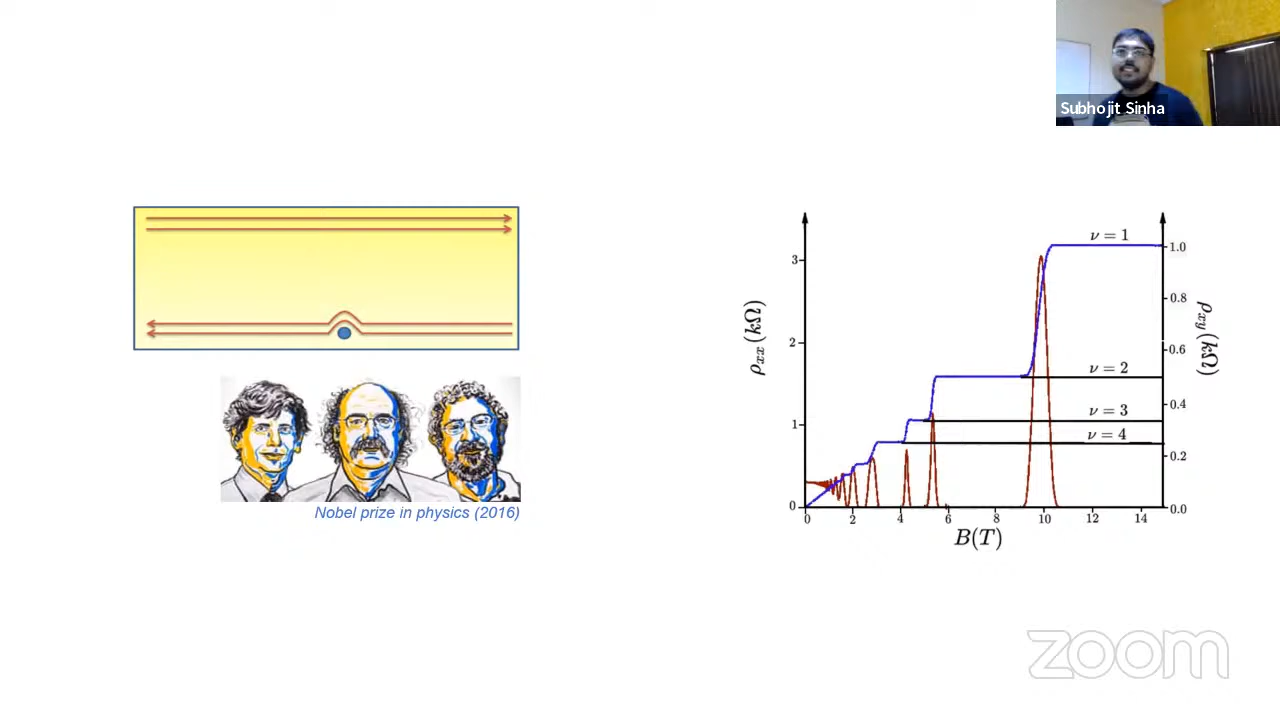 Subhojit Sinha
Nobel prize in physics (2016)
ρxx (kΩ)
3
2
1
0
ν = 1
ν = 2
ν = 3
ν = 4
1.0
0.8
0.6
0.4
0.2
0.0
ρxy (kΩ)
0 2 4 6 8 10 12 14
B(T)
zoom